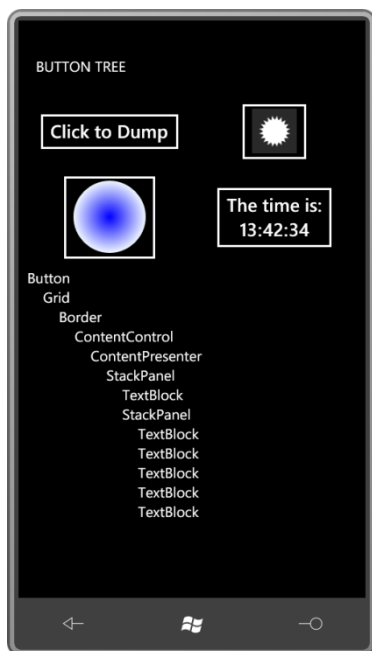 BUTTON TREE
Click to Dump
The time is:
13:42:34
Button
Grid
Border
ContentControl
ContentPresenter
StackPanel
TextBlock
StackPanel
TextBlock
TextBlock
TextBlock
TextBlock
TextBlock